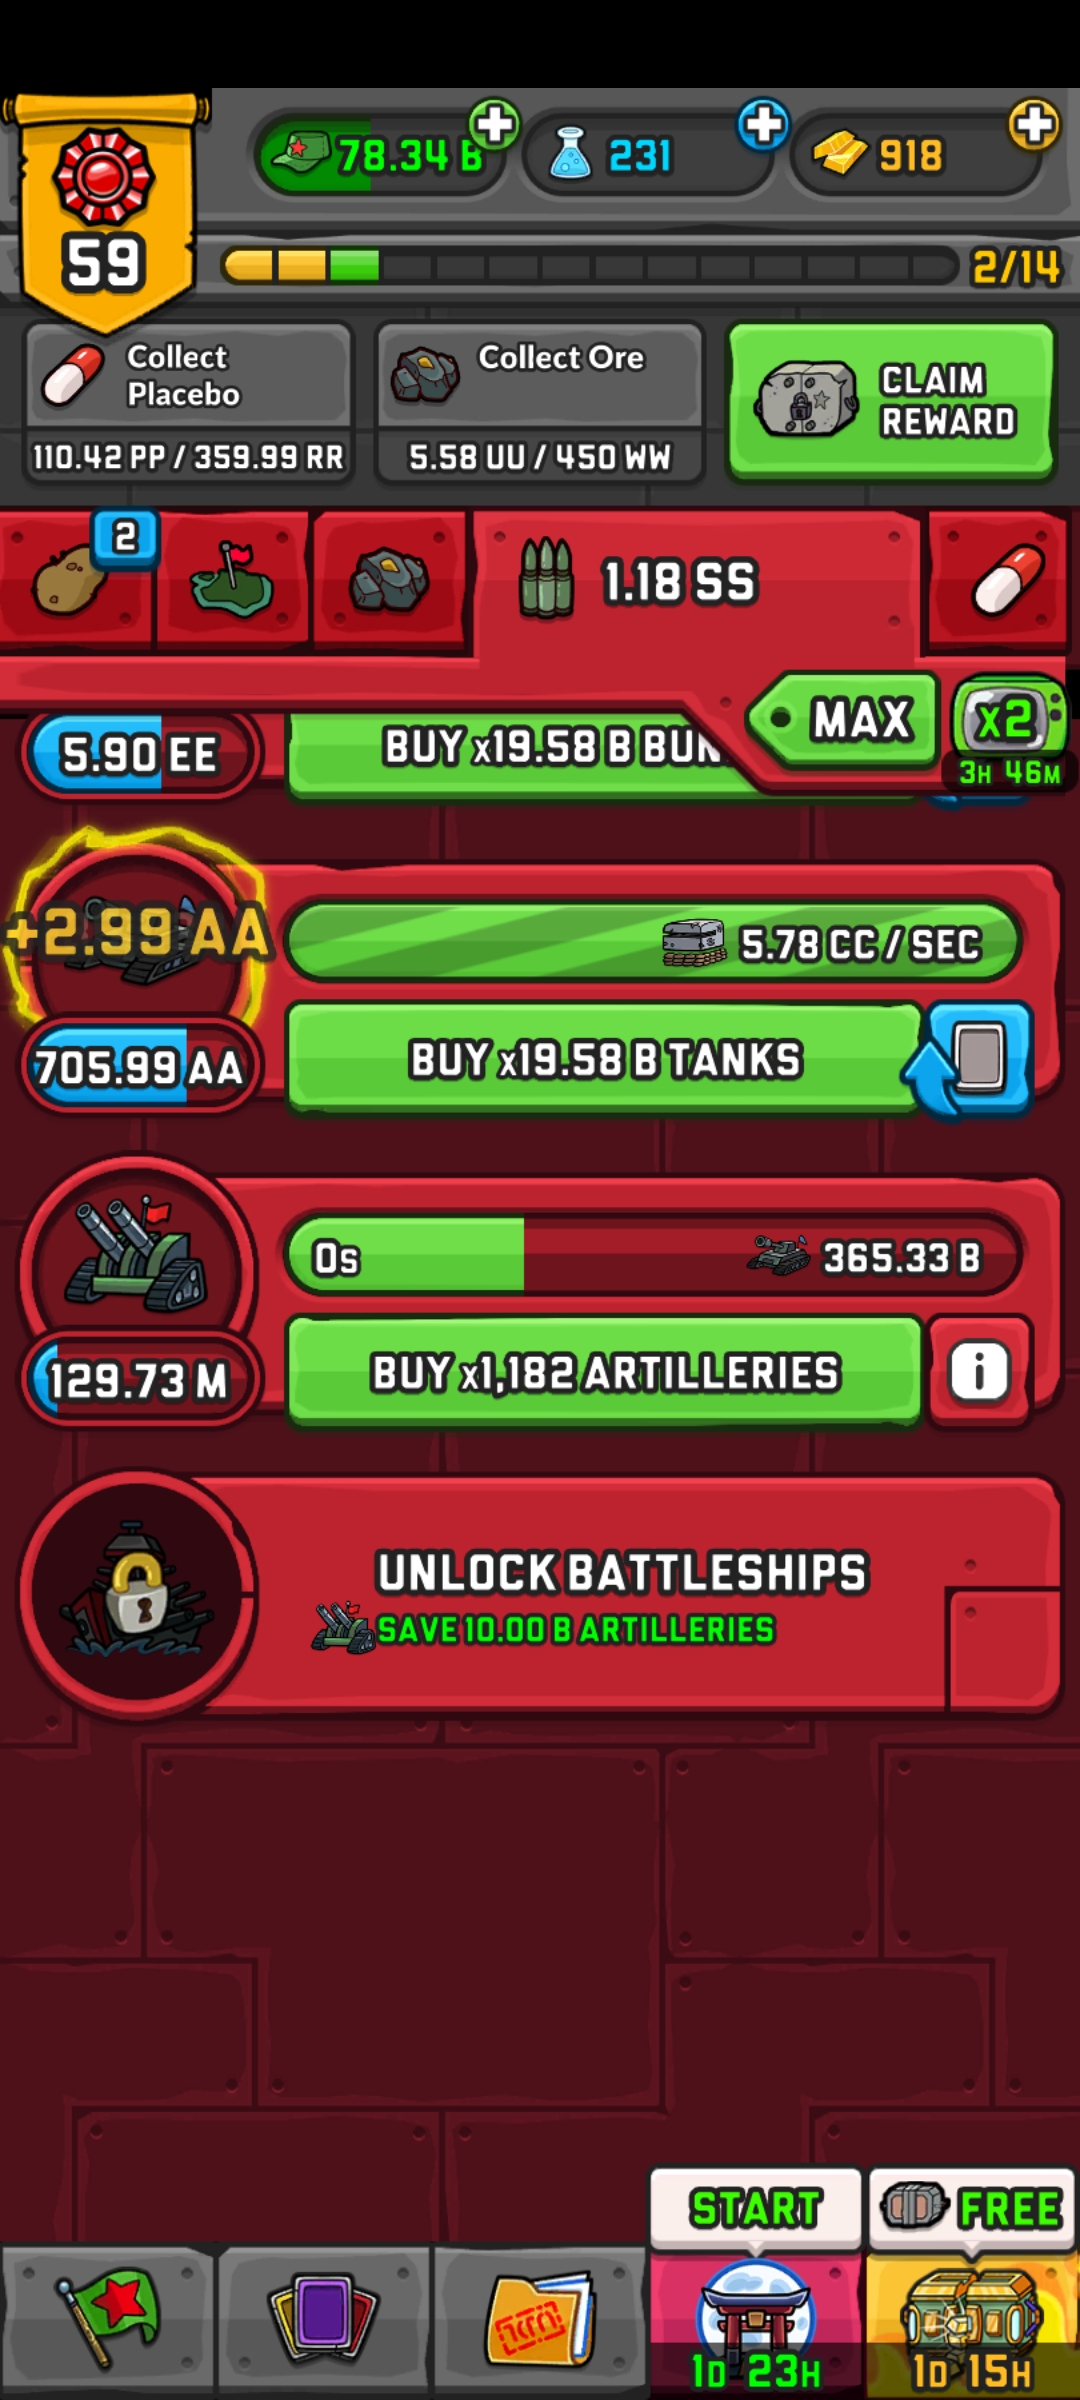 78.34 B
231
918
59
2/14
Collect
Placebo
110.42 PP / 359.99 RR
Collect Ore
5.58 UU / 450 WW
CLAIM
REWARD
2
1.18 SS
MAX
x2
3H 46M
5.90 EE
BUY x19.58 B BUN
+2.99 AA
5.78 CC / SEC
705.99 AA
BUY x19.58 B TANKS
0s
365.33 B
129.73 M
BUY x1,182 ARTILLERIES
i
UNLOCK BATTLESHIPS
SAVE 10.00 B ARTILLERIES
START
FREE
1D 23H
1D 15H